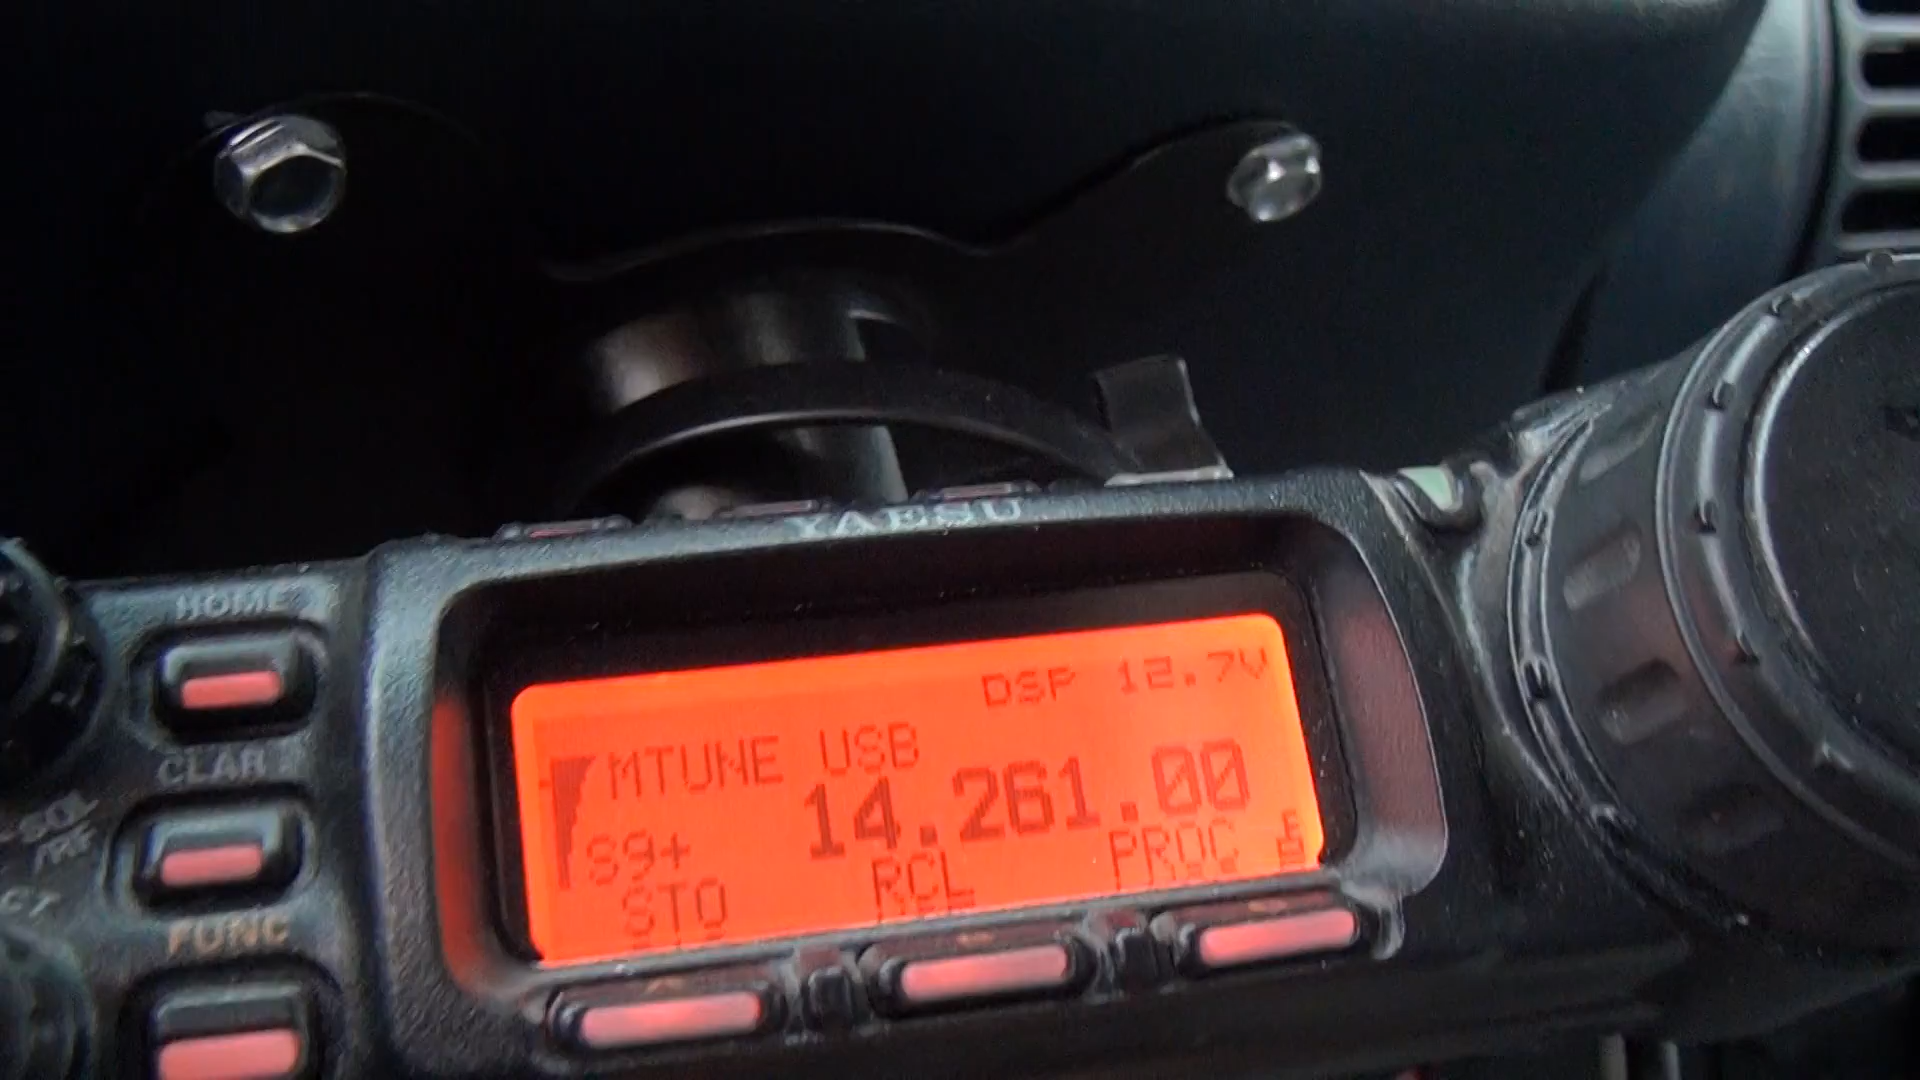 YAESU
HOME
DSP 12.7V
MTUNE USB
14.261.00
CLAR
S9+
STO RCL PROC
FUNC